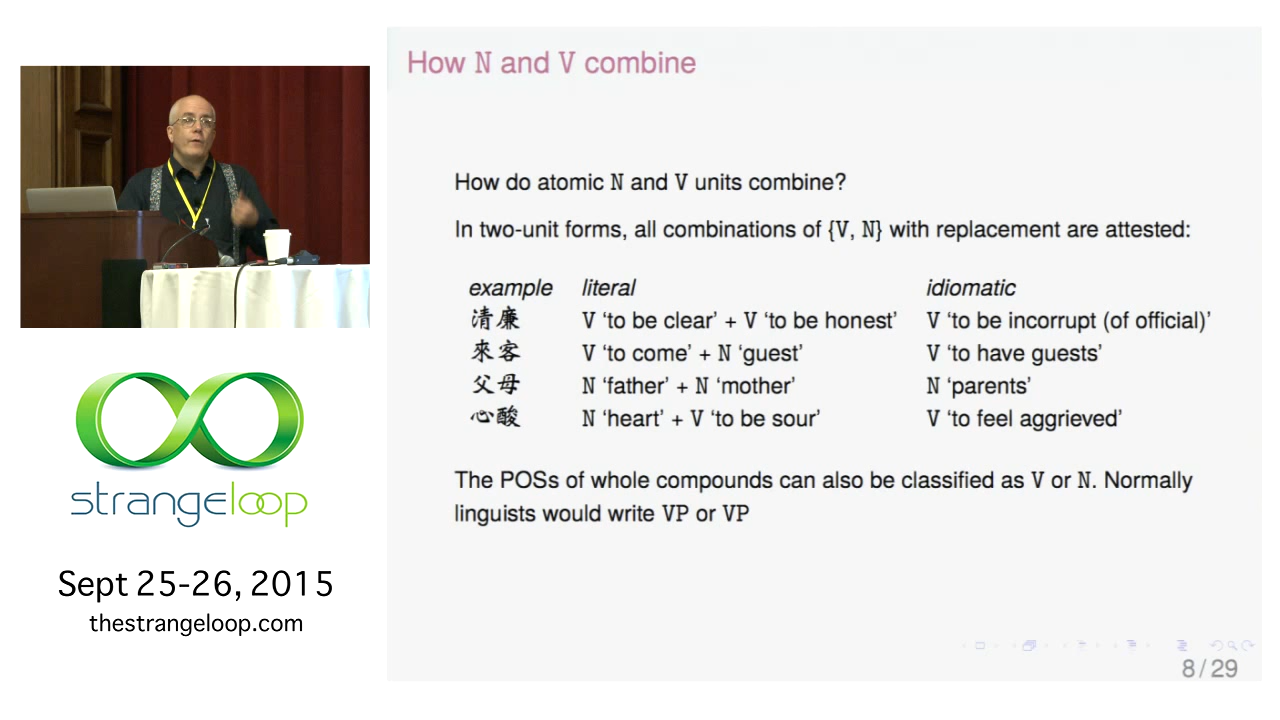 How N and V combine
How do atomic N and V units combine?
In two-unit forms, all combinations of {V, N} with replacement are attested:
example literal idiomatic
清廉 V ‘to be clear’ + V ‘to be honest’ V ‘to be incorrupt (of official)’
來客 V ‘to come’ + N ‘guest’ V ‘to have guests’
父母 N ‘father’ + N ‘mother’ N ‘parents’
心酸 N ‘heart’ + V ‘to be sour’ V ‘to feel aggrieved’
The POSs of whole compounds can also be classified as V or N. Normally
linguists would write VP or VP
8 / 29
strangeloop
Sept 25-26, 2015
thestrangeloop.com